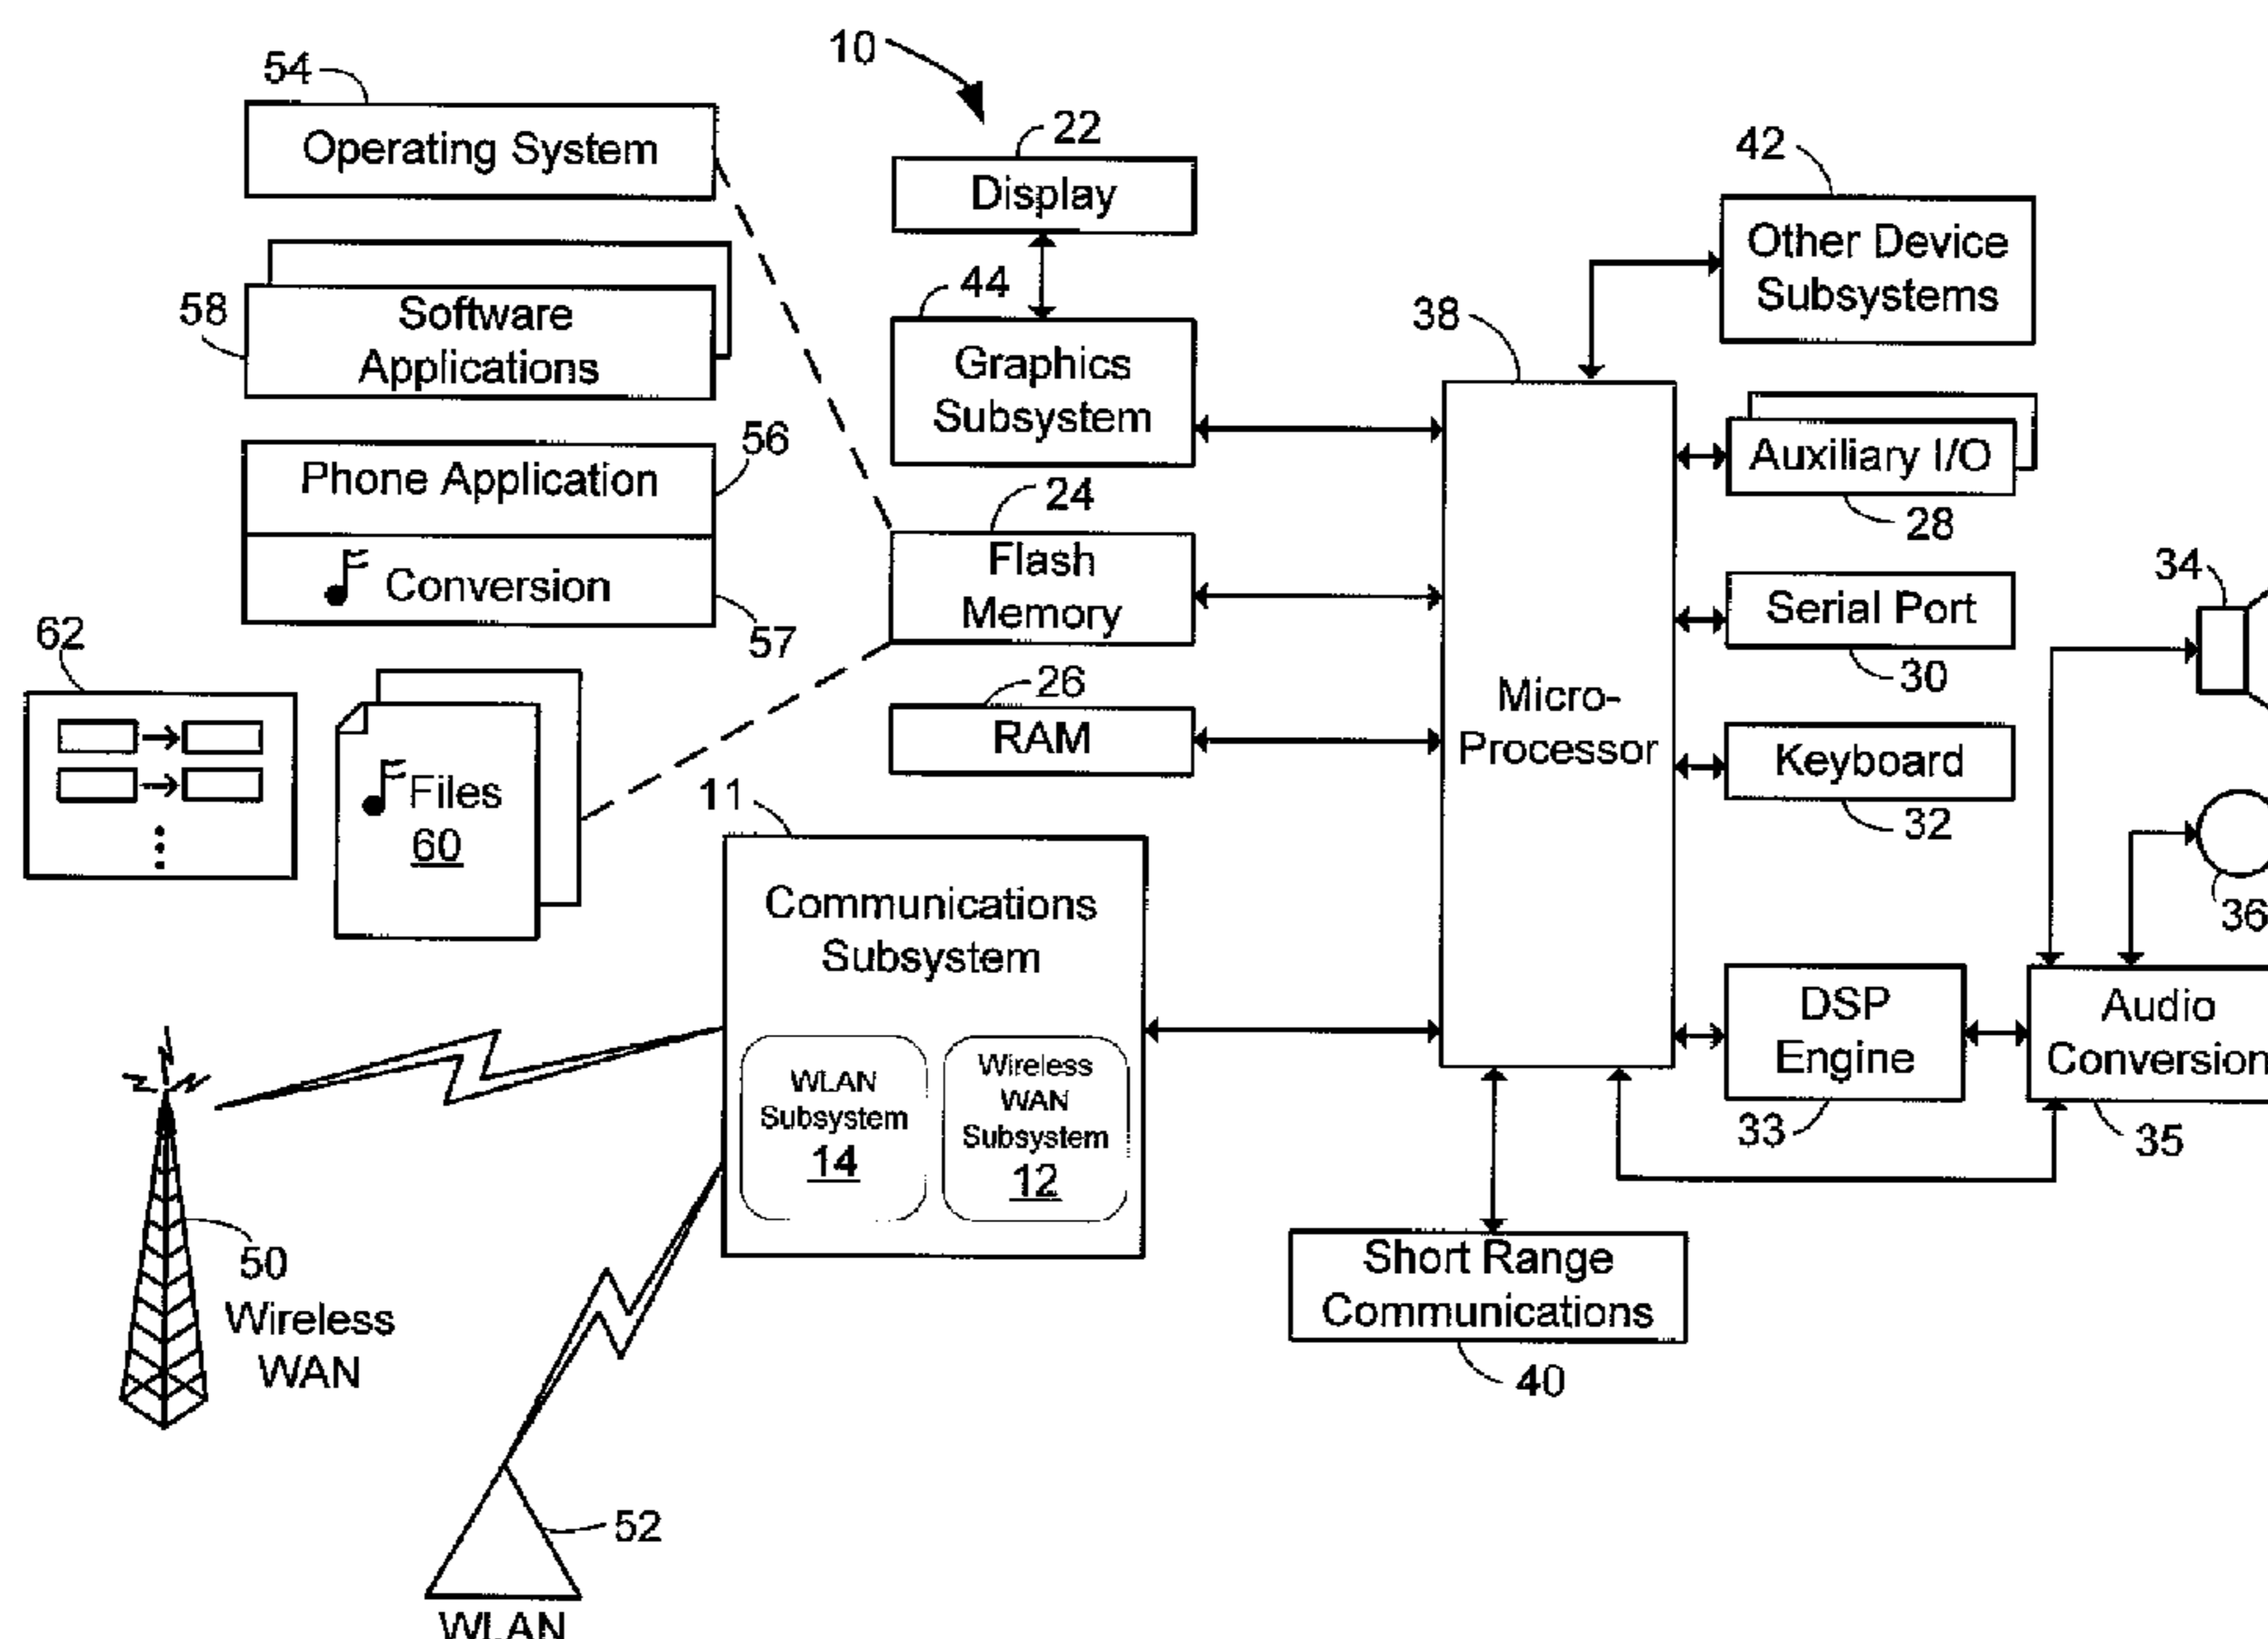 10
54
Operating System
22
Display
42
Other Device
Subsystems
44
Graphics
Subsystem
58
Software
Applications
38
Micro-
Processor
Auxiliary I/O
28
56
Phone Application
Conversion
57
24
Flash
Memory
34
Serial Port
30
62
Files
60
26
RAM
Keyboard
32
36
11
Communications
Subsystem
WLAN
Subsystem
14
Wireless
WAN
Subsystem
12
DSP
Engine
33
Audio
Conversion
35
50
Wireless
WAN
Short Range
Communications
40
52
WLAN